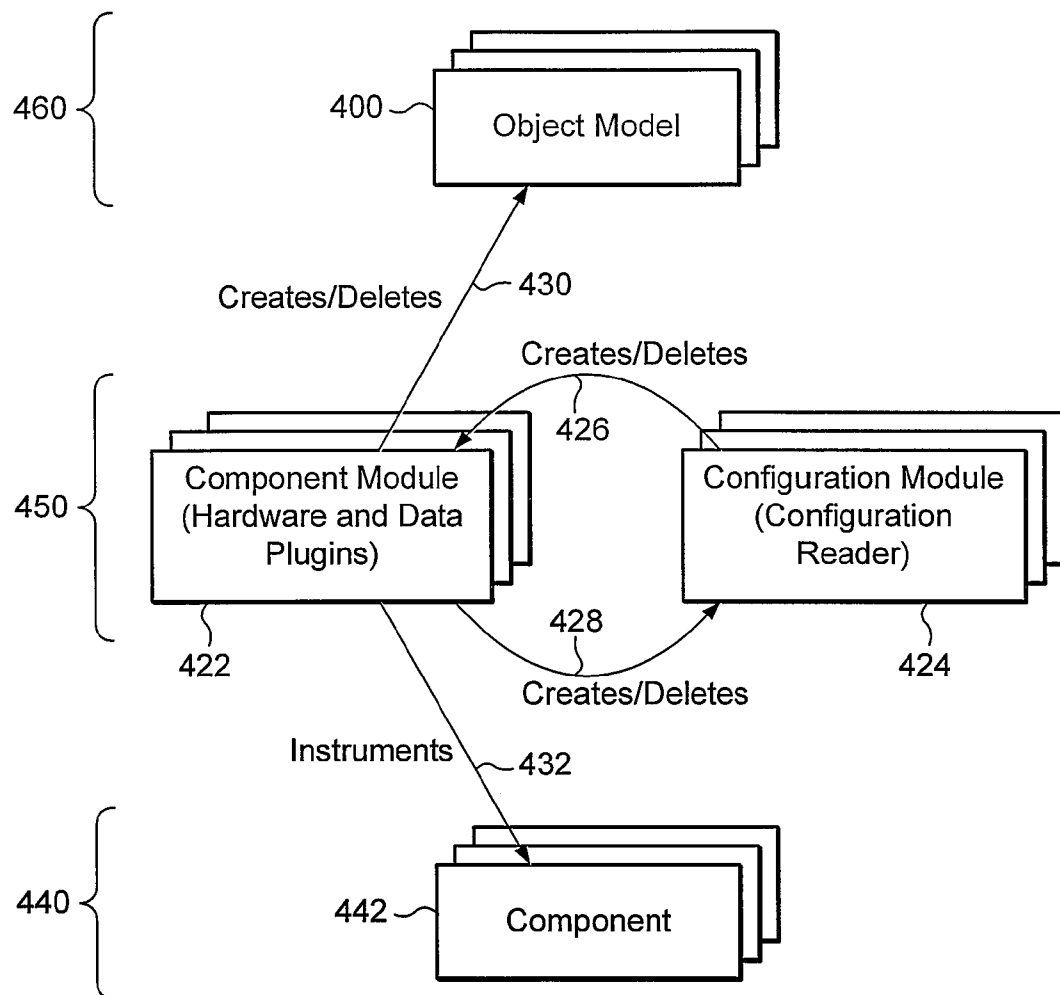 460
400
Object Model
Creates/Deletes
430
Creates/Deletes
426
450
Component Module
(Hardware and Data
Plugins)
Configuration Module
(Configuration
Reader)
422
428
424
Creates/Deletes
Instruments
432
440
442
Component